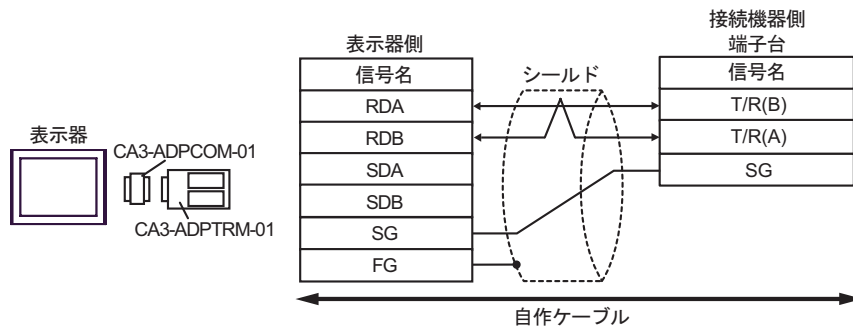 表示器
CA3-ADPCOM-01
CA3-ADPTRM-01
表示器側
信号名
RDA
RDB
SDA
SDB
SG
FG
シールド
接続機器側
端子台
信号名
T/R(B)
T/R(A)
SG
自作ケーブル